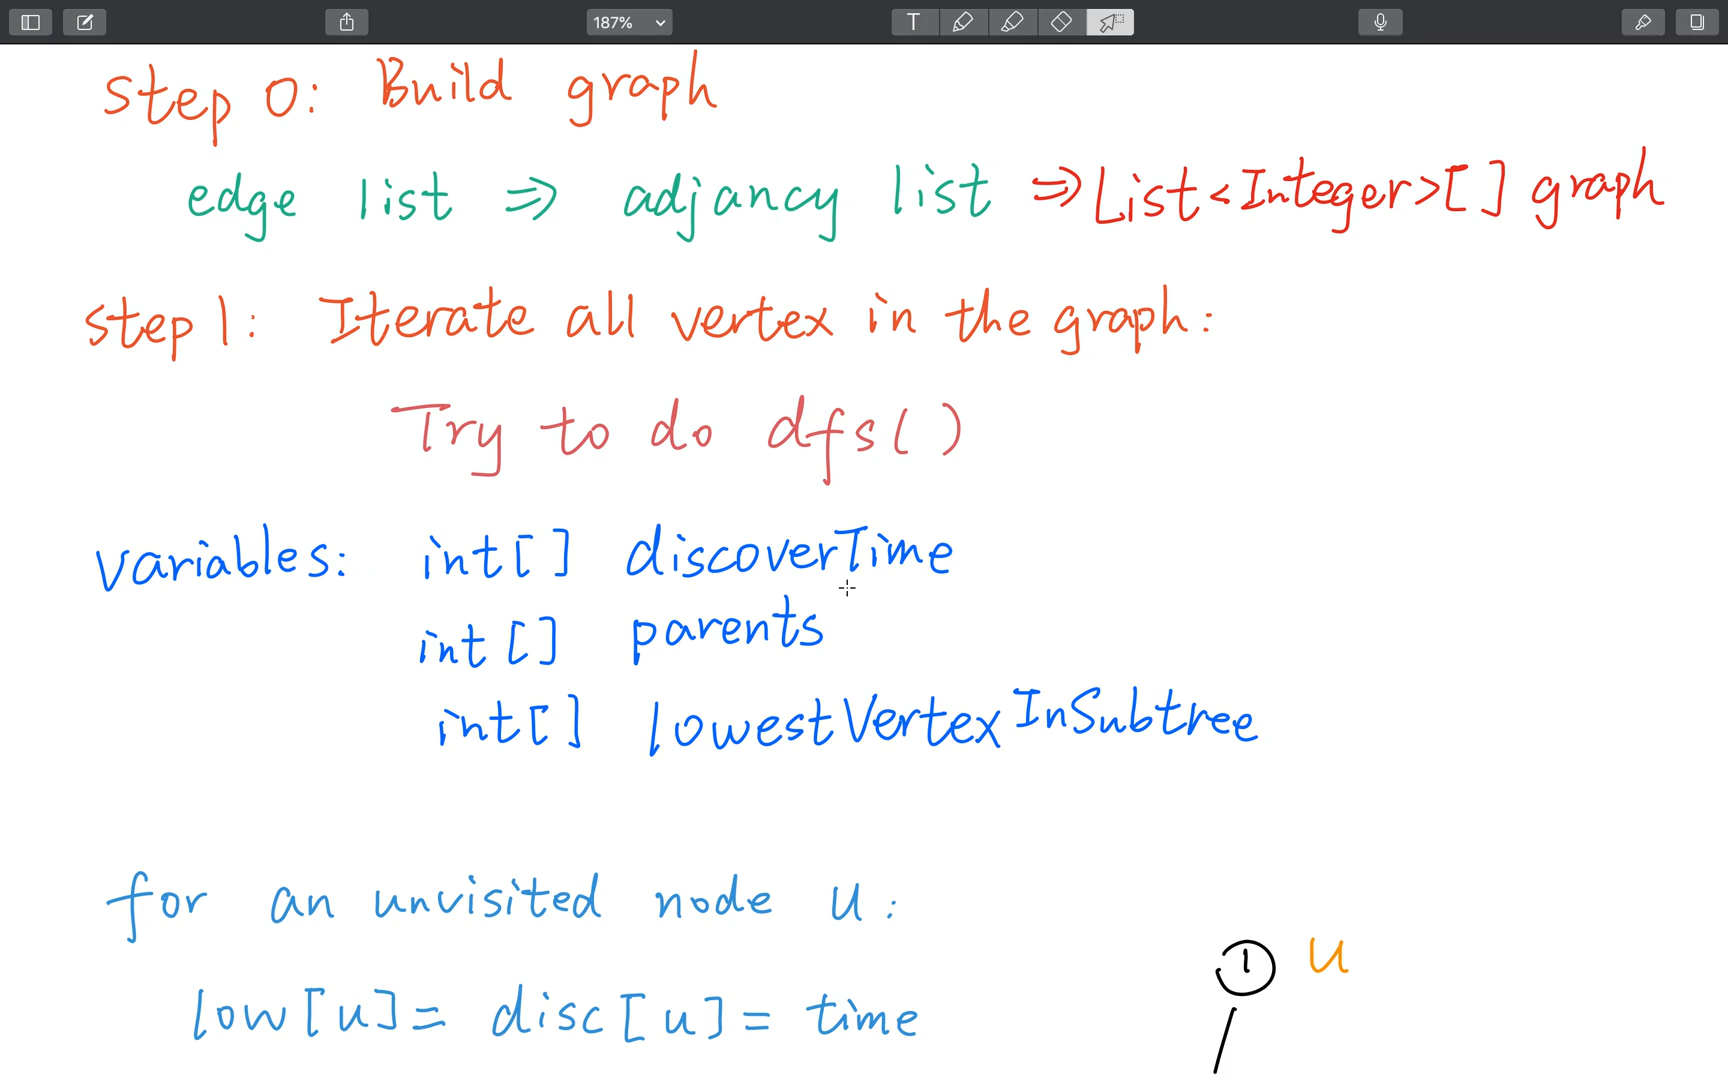 187%
T
Step 0: Build graph
edge list ⇒ adjancy list ⇒ List<Integer>[] graph
Step 1: Iterate all vertex in the graph:
Try to do dfs()
variables: int[] discoverTime
int[] parents
int[] lowestVertexInSubtree
for an unvisited node u:
1 u
low[u] = disc[u] = time